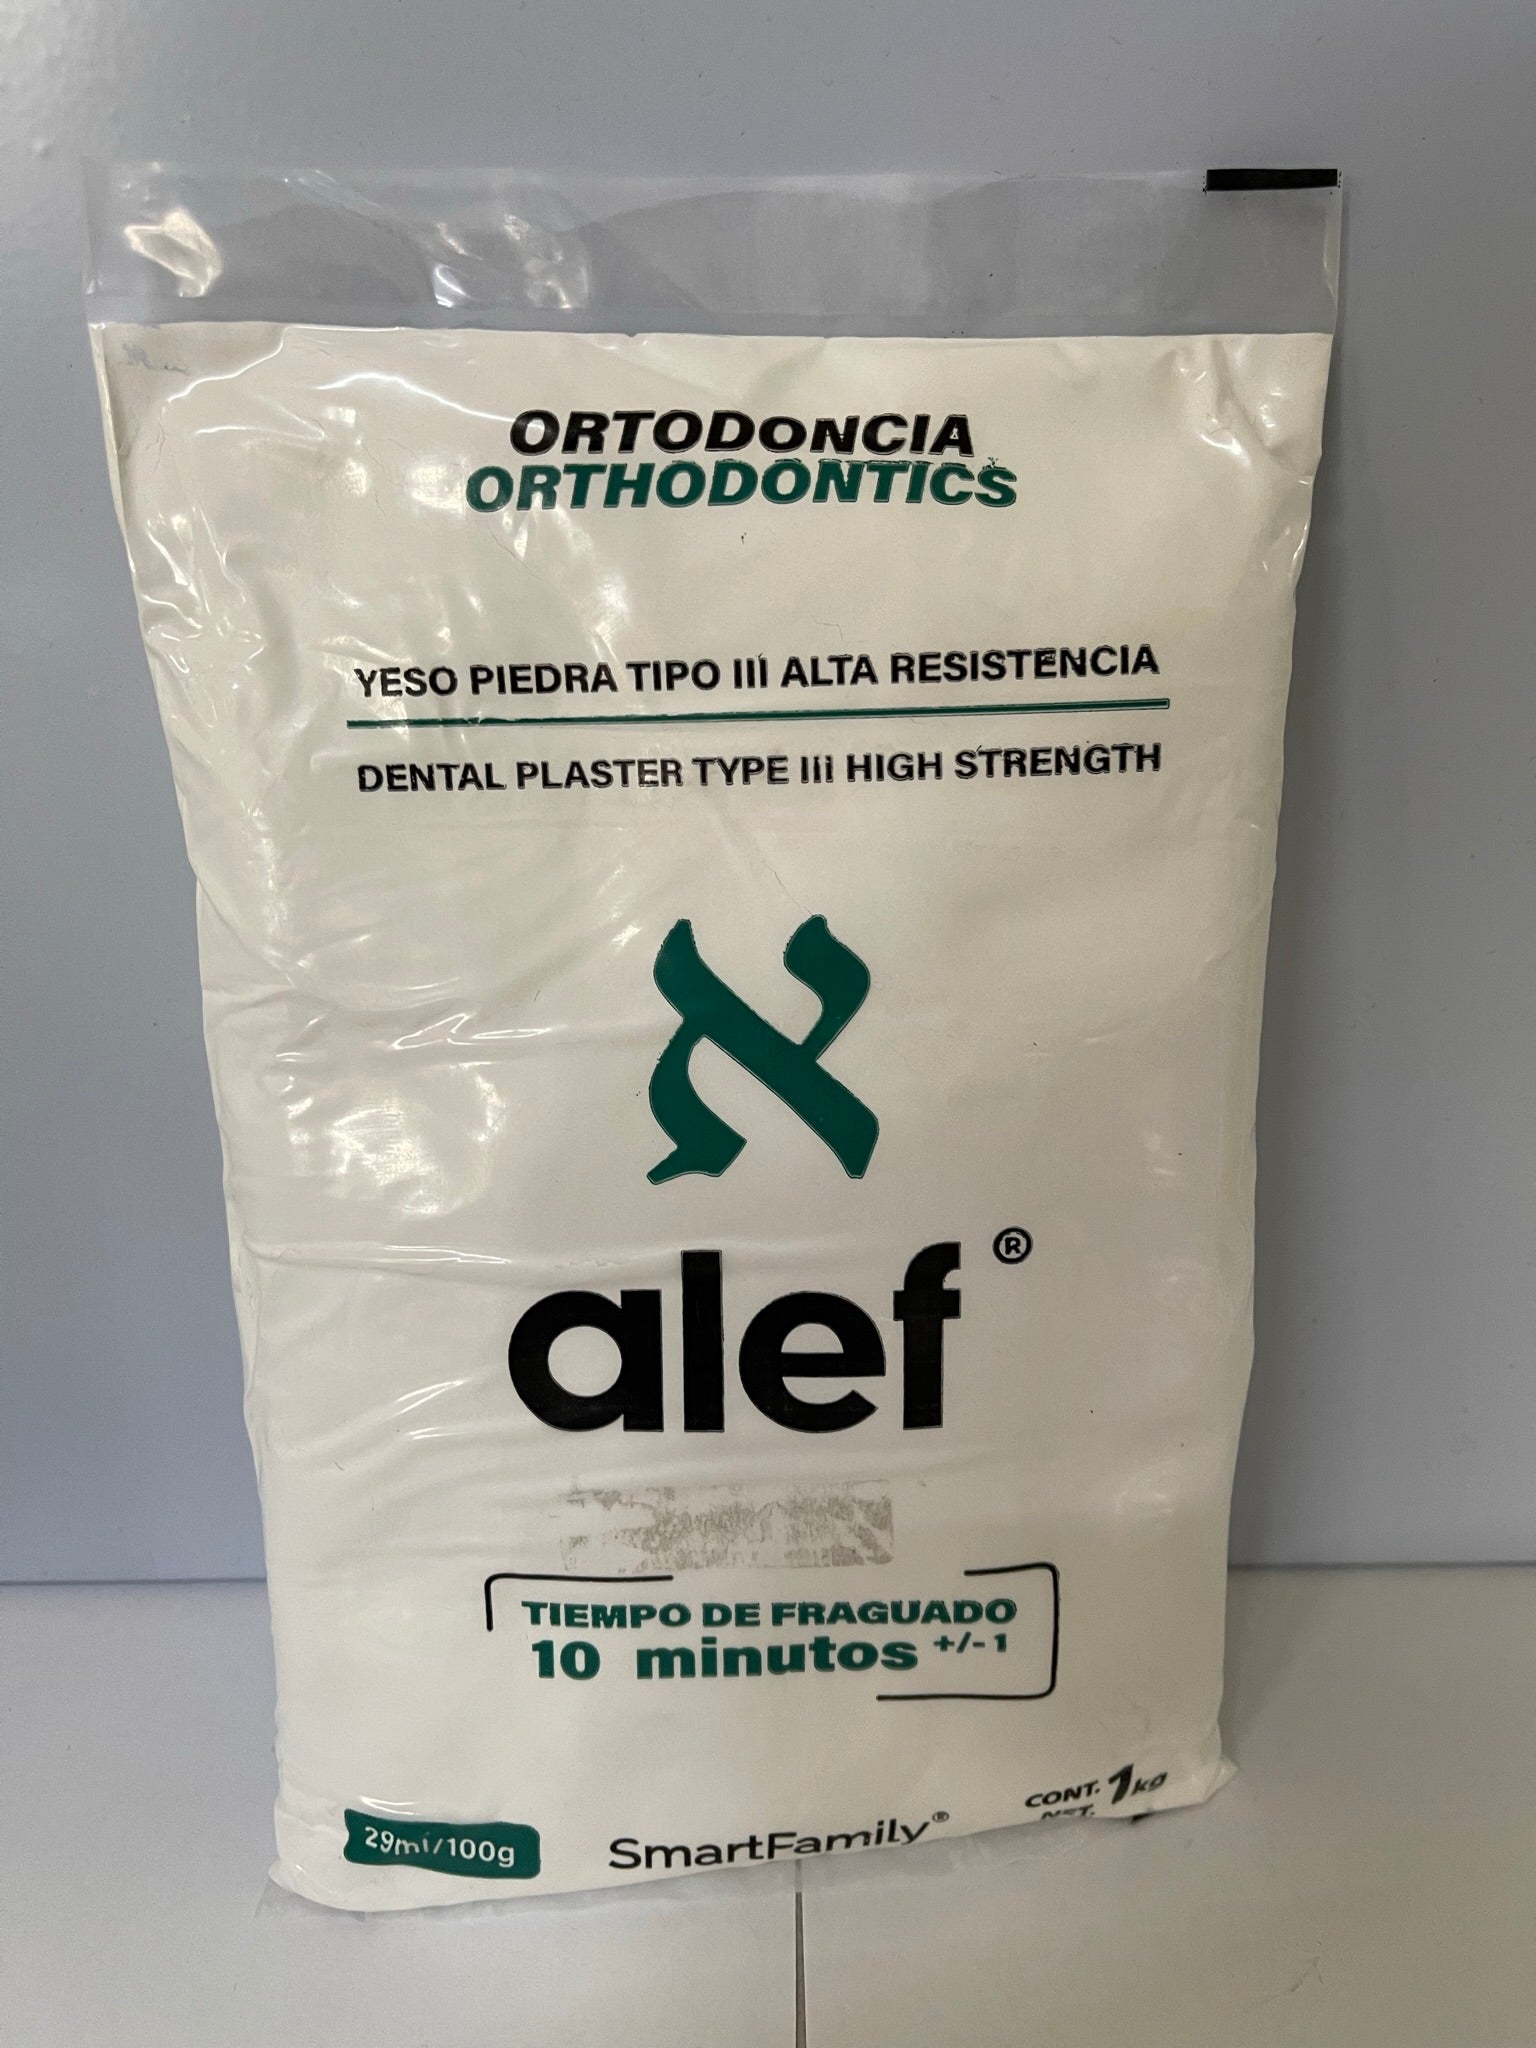 ORTODONCIA
ORTHODONTICS
YESO PIEDRA TIPO III ALTA RESISTENCIA
DENTAL PLASTER TYPE III HIGH STRENGTH
א
alef®
TIEMPO DE FRAGUADO
10 minutos +/- 1
29ml/100g
SmartFamily®
CONT. 1kg
NET.